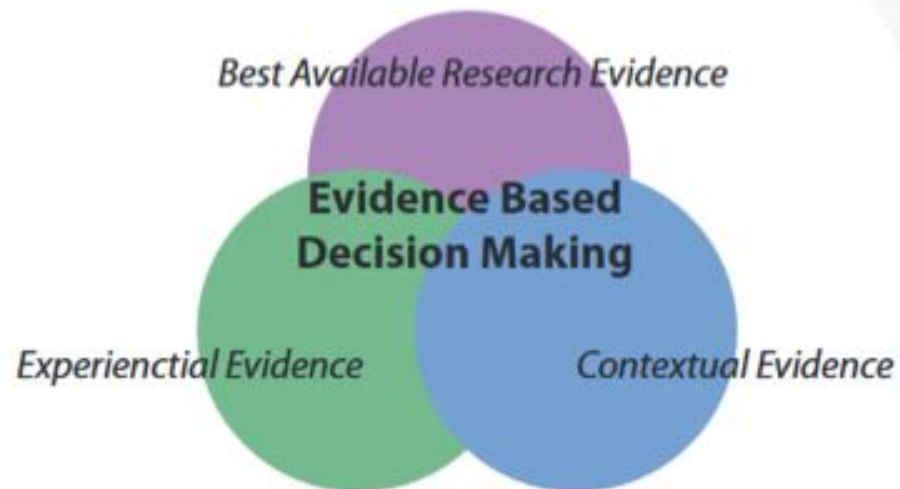 Best Available Research Evidence
Evidence Based
Decision Making
Experienctial Evidence
Contextual Evidence